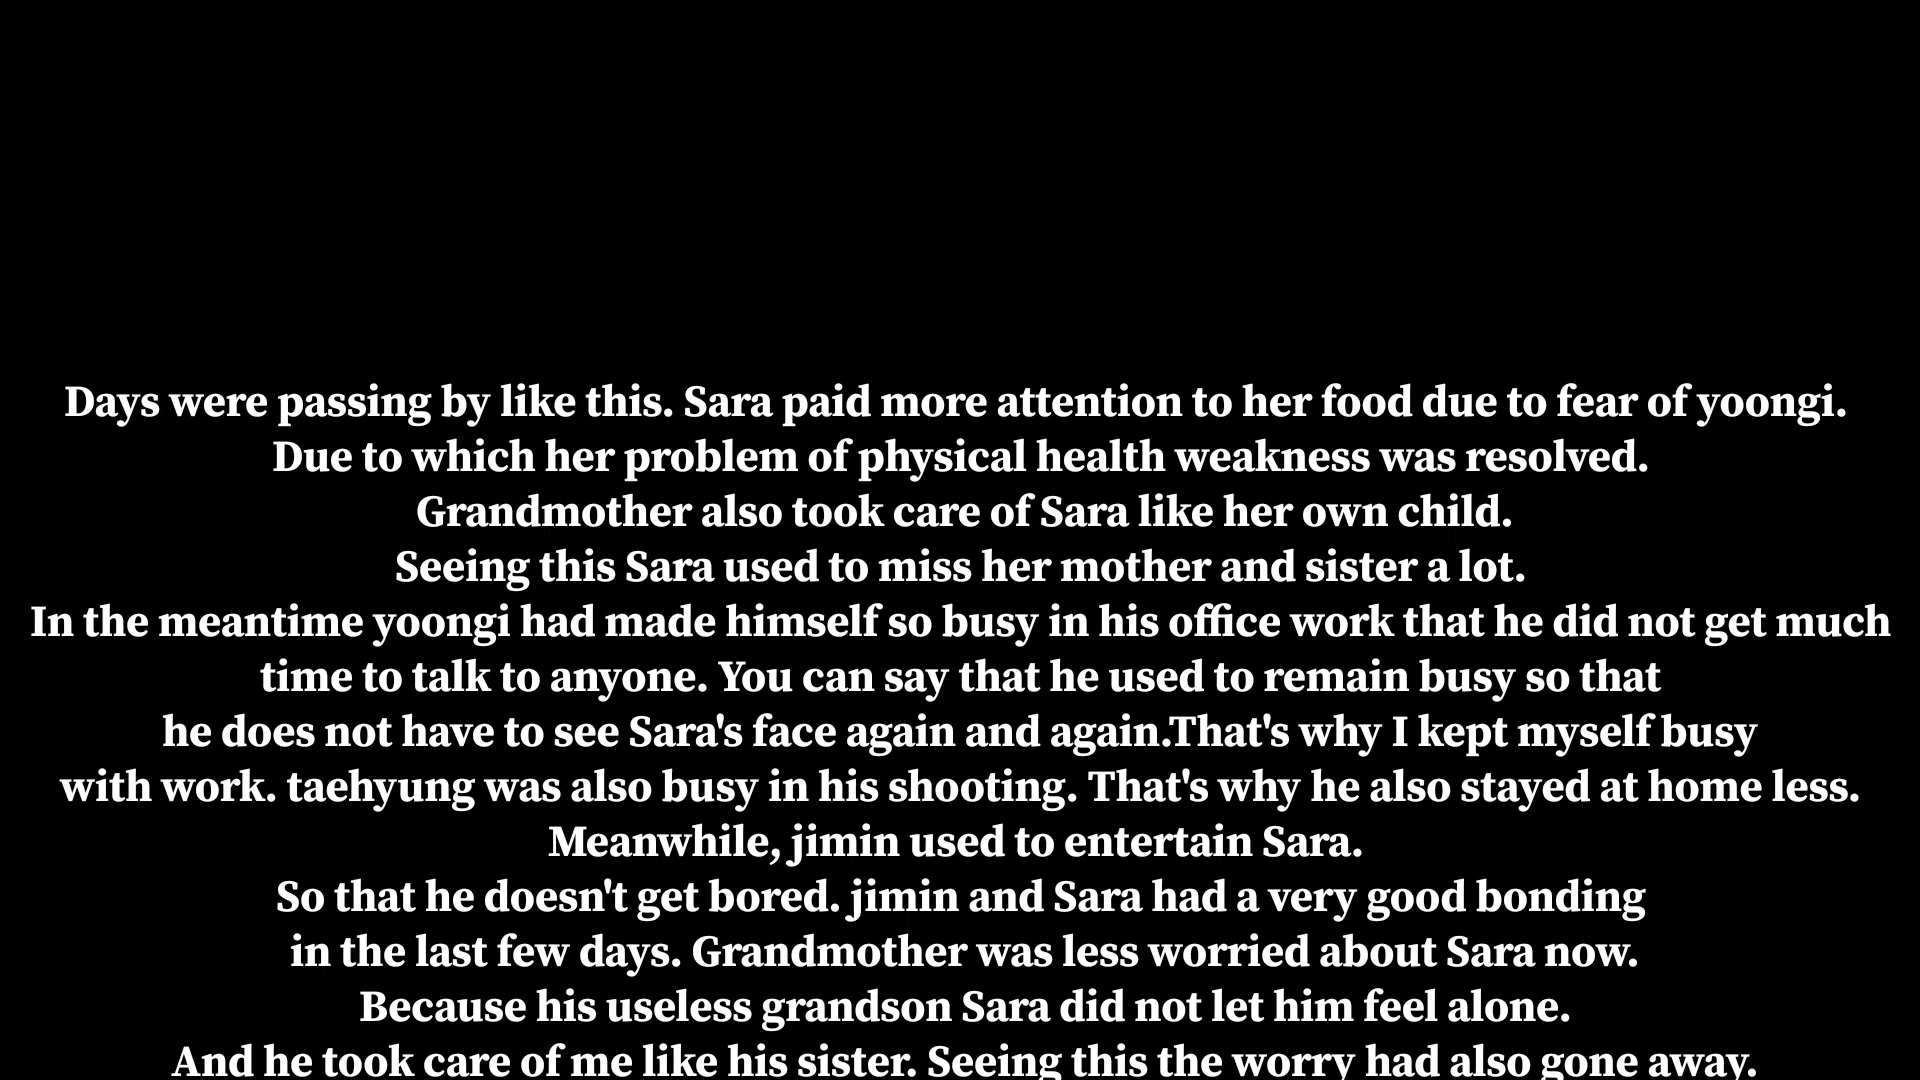 Days were passing by like this. Sara paid more attention to her food due to fear of yoongi.
Due to which her problem of physical health weakness was resolved.
Grandmother also took care of Sara like her own child.
Seeing this Sara used to miss her mother and sister a lot.
In the meantime yoongi had made himself so busy in his office work that he did not get much
time to talk to anyone. You can say that he used to remain busy so that
he does not have to see Sara's face again and again.That's why I kept myself busy
with work. taehyung was also busy in his shooting. That's why he also stayed at home less.
Meanwhile, jimin used to entertain Sara.
So that he doesn't get bored. jimin and Sara had a very good bonding
in the last few days. Grandmother was less worried about Sara now.
Because his useless grandson Sara did not let him feel alone.
And he took care of me like his sister. Seeing this the worry had also gone away.